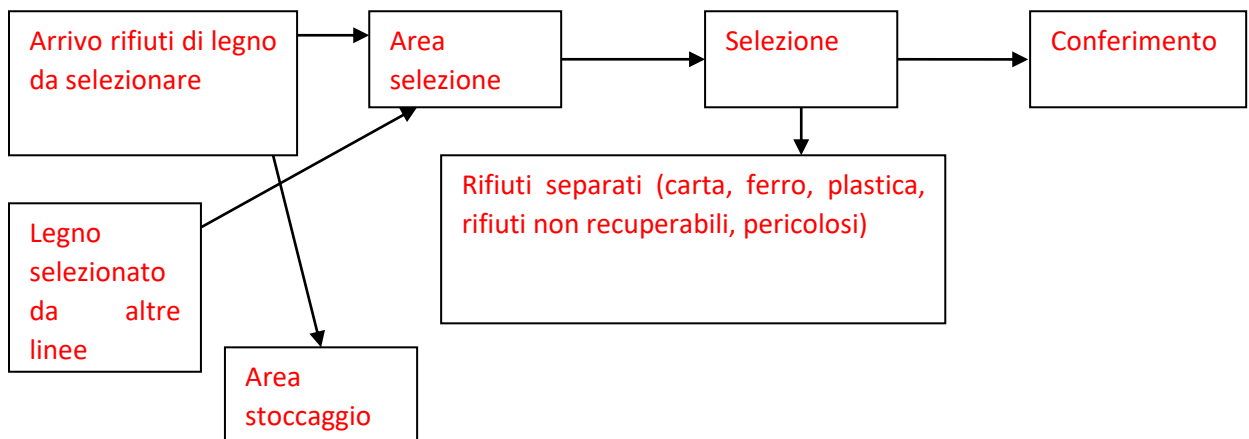 Arrivo rifiuti di legno
da selezionare
Area
selezione
Selezione
Conferimento
Rifiuti separati (carta, ferro, plastica,
rifiuti non recuperabili, pericolosi)
Legno
selezionato
da altre
linee
Area
stoccaggio